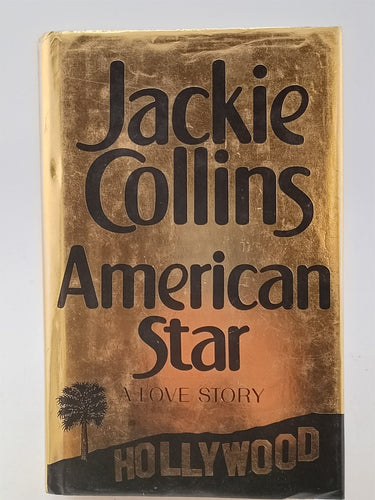 Jackie
Collins
American
Star
A LOVE STORY
HOLLYWOOD